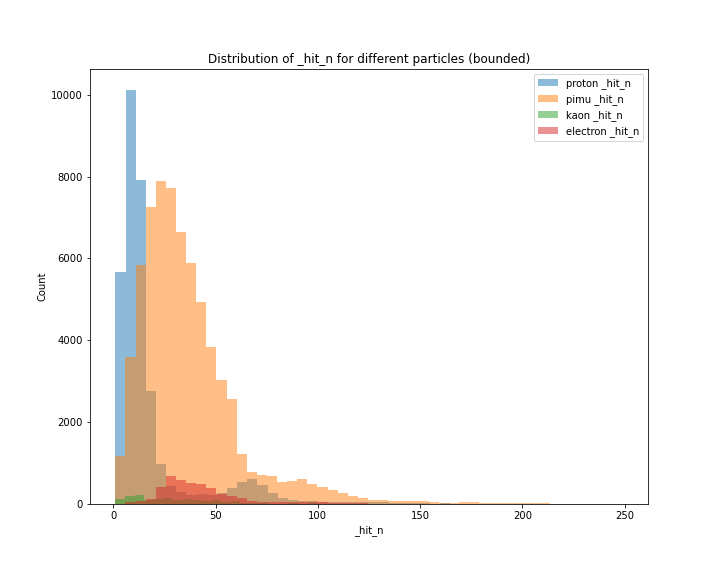 Distribution of _hit_n for different particles (bounded)
proton _hit_n
pimu _hit_n
kaon _hit_n
electron _hit_n
10000
8000
6000
4000
2000
0
Count
0 50 100 150 200 250
_hit_n